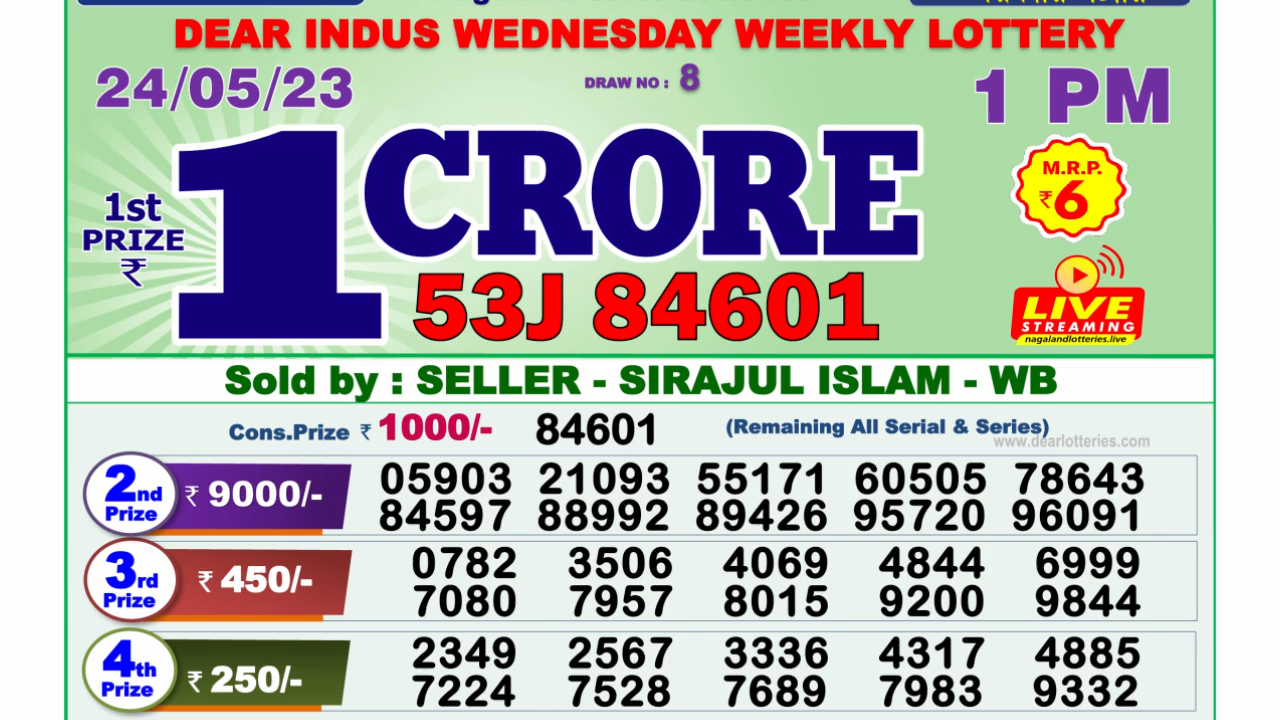 DEAR INDUS WEDNESDAY WEEKLY LOTTERY
24/05/23
DRAW NO : 8
1 PM
1st
PRIZE
₹
1 CRORE
M.R.P.
₹6
53J 84601
LIVE
STREAMING
nagalandlotteries.live
Sold by : SELLER - SIRAJUL ISLAM - WB
Cons.Prize ₹ 1000/- 84601 (Remaining All Serial & Series)
www.dearlotteries.com
2nd Prize ₹ 9000/-
05903 21093 55171 60505 78643
84597 88992 89426 95720 96091
3rd Prize ₹ 450/-
0782 3506 4069 4844 6999
7080 7957 8015 9200 9844
4th Prize ₹ 250/-
2349 2567 3336 4317 4885
7224 7528 7689 7983 9332